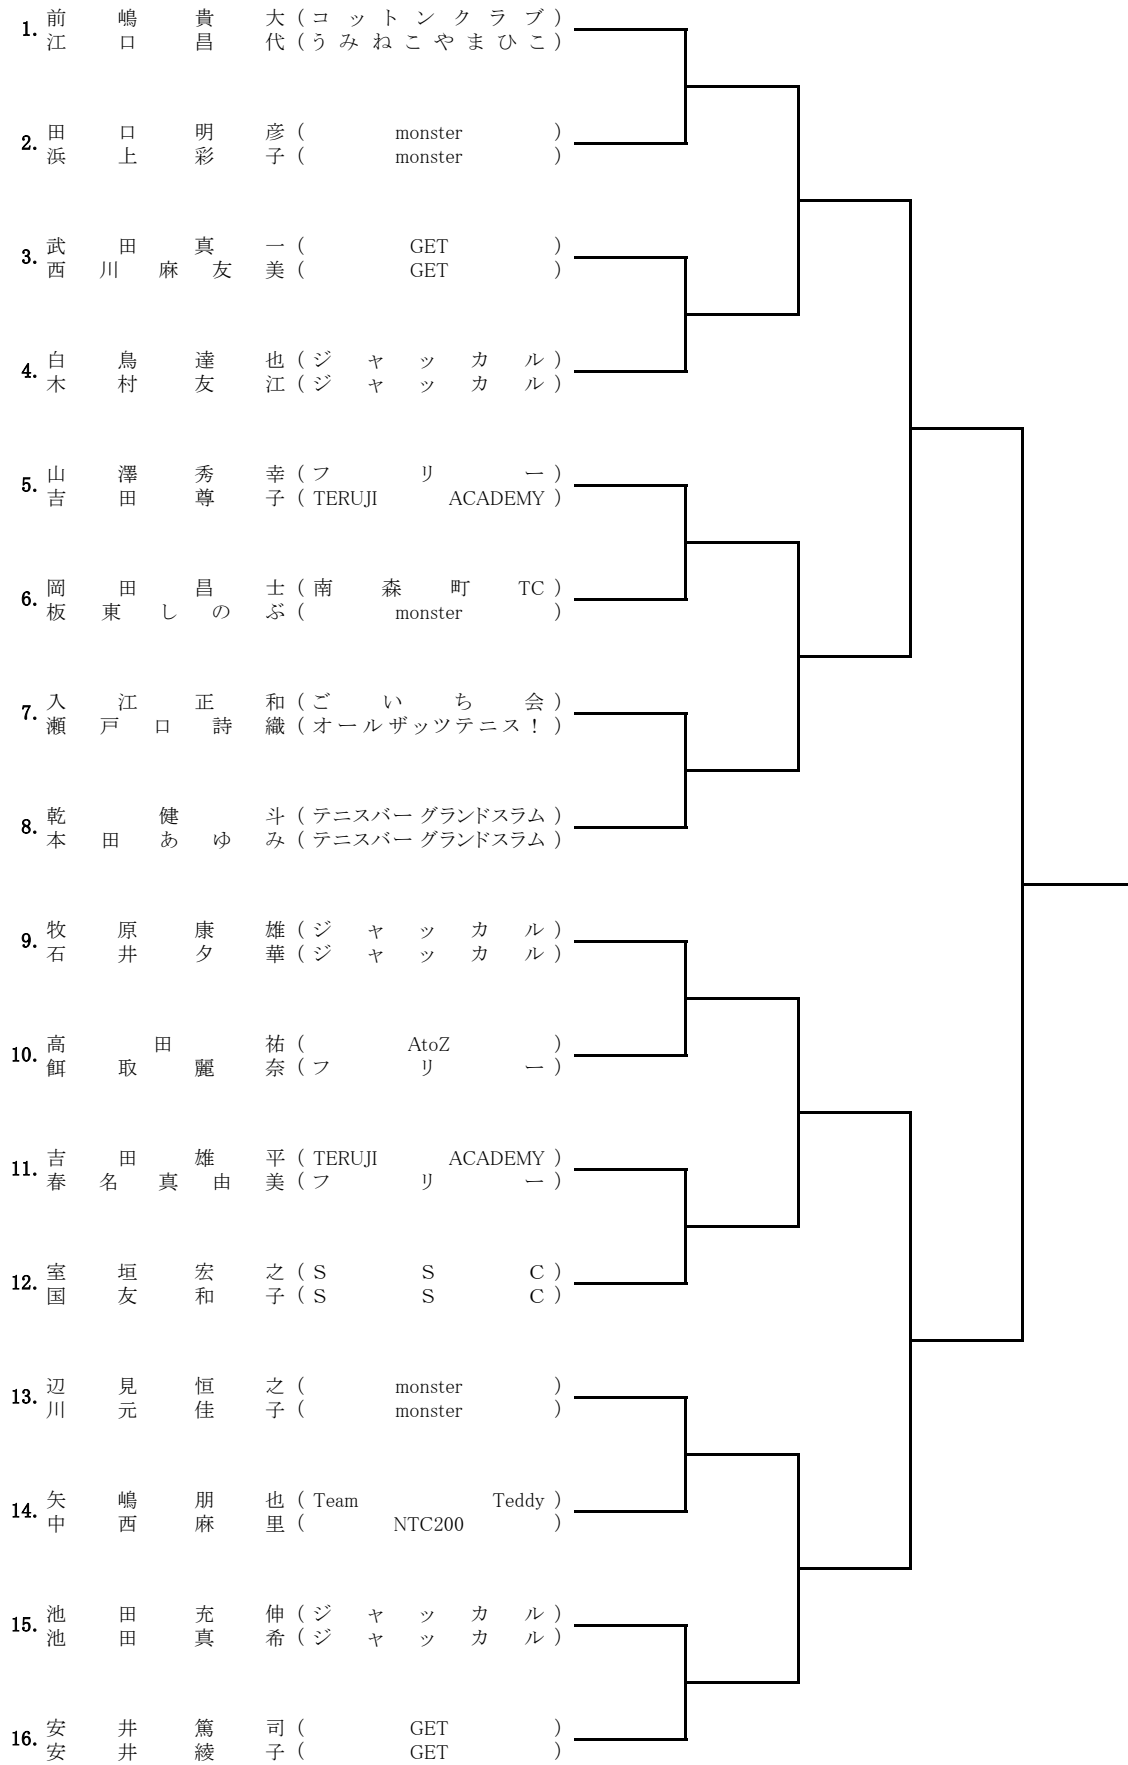 1. 前嶋貴大(コットンクラブ)
江口昌代(うみねこやまひこ)
2. 田口明彦(monster)
浜上彩子(monster)
3. 武田真一(GET)
西川麻友美(GET)
4. 白鳥達也(ジャッカル)
木村友江(ジャッカル)
5. 山澤秀幸(フリー)
吉田尊子(TERUJI ACADEMY)
6. 岡田昌士(南森町TC)
板東しのぶ(monster)
7. 入江正和(ごいち会)
瀬戸口詩織(オールザッツテニス！)
8. 乾健斗(テニスバー グランドスラム)
本田あゆみ(テニスバー グランドスラム)
9. 牧原康雄(ジャッカル)
石井夕華(ジャッカル)
10. 高田祐(AtoZ)
餌取麗奈(フリー)
11. 吉田雄平(TERUJI ACADEMY)
春名真由美(フリー)
12. 室垣宏之(SSC)
国友和子(SSC)
13. 辺見恒之(monster)
川元佳子(monster)
14. 矢嶋朋也(Team Teddy)
中西麻里(NTC200)
15. 池田充伸(ジャッカル)
池田真希(ジャッカル)
16. 安井篤司(GET)
安井綾子(GET)